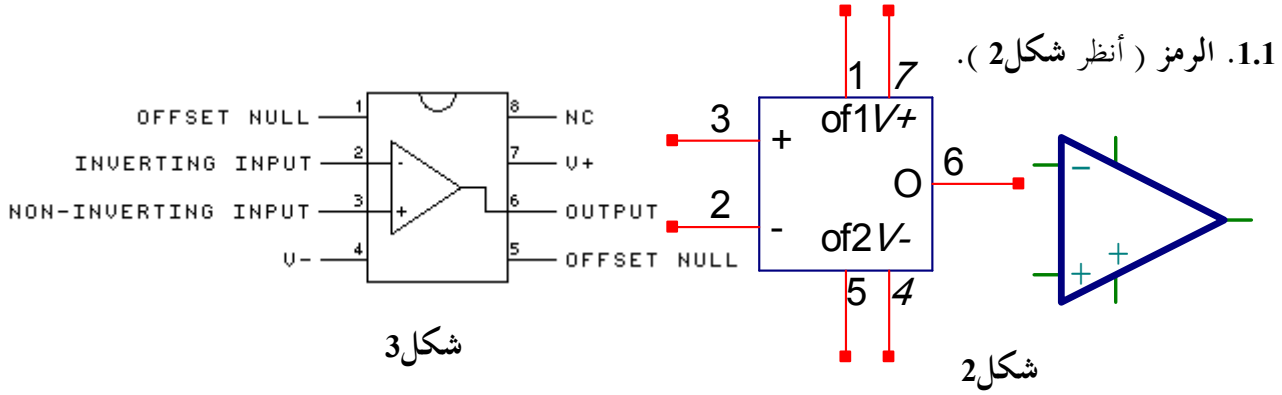 1.1. الرمز ( أنظر شكل2 ).
OFFSET NULL 1
INVERTING INPUT 2
NON-INVERTING INPUT 3
V- 4
8 NC
7 V+
6 OUTPUT
5 OFFSET NULL
-
+
شكل3
1 7
3 + of1 V+
O 6
2 - of2 V-
5 4
-
+ +
شكل2